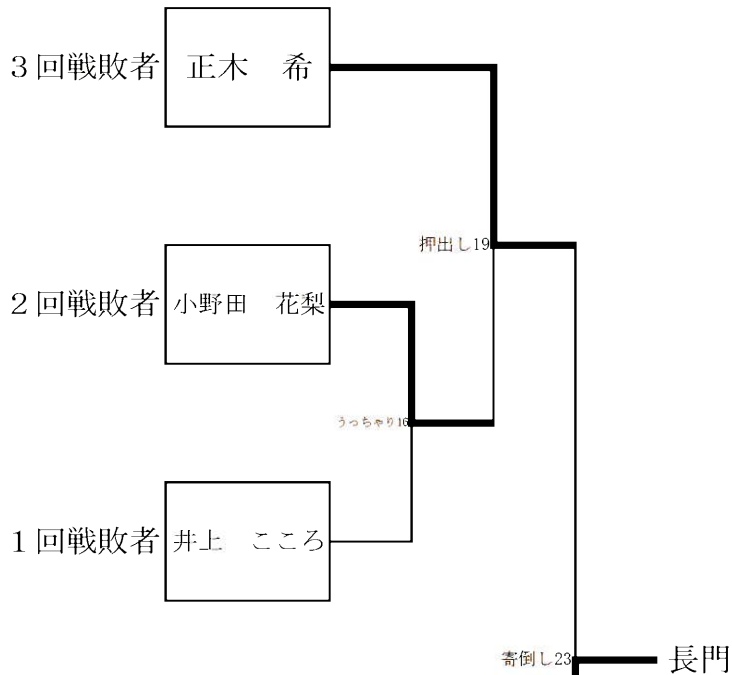 3回戦敗者 正木 希
押出し19
2回戦敗者 小野田 花梨
うっちゃり16
1回戦敗者 井上 こころ
寄倒し23 長門